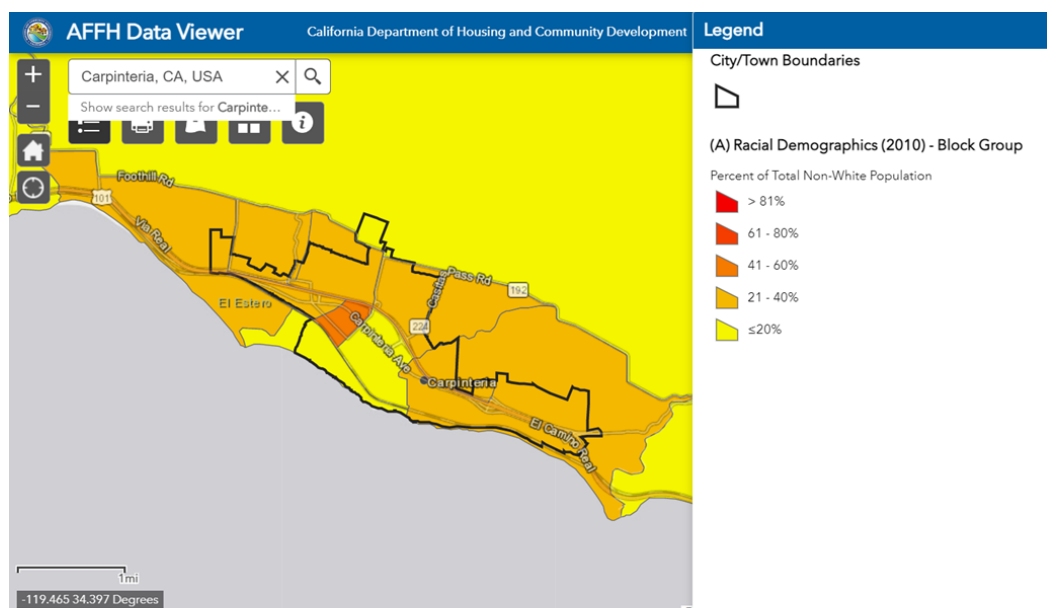 AFFH Data Viewer
California Department of Housing and Community Development
Legend
+
Carpinteria, CA, USA
Show search results for Carpinte...
−
City/Town Boundaries
(A) Racial Demographics (2010) - Block Group
Percent of Total Non-White Population
> 81%
61 - 80%
41 - 60%
21 - 40%
≤20%
Foothill Rd
101
Via Real
Pass Rd
192
Casitas
El Estero
224
Carpinteria Ave
Carpinteria
El Camino Real
1mi
-119.465 34.397 Degrees